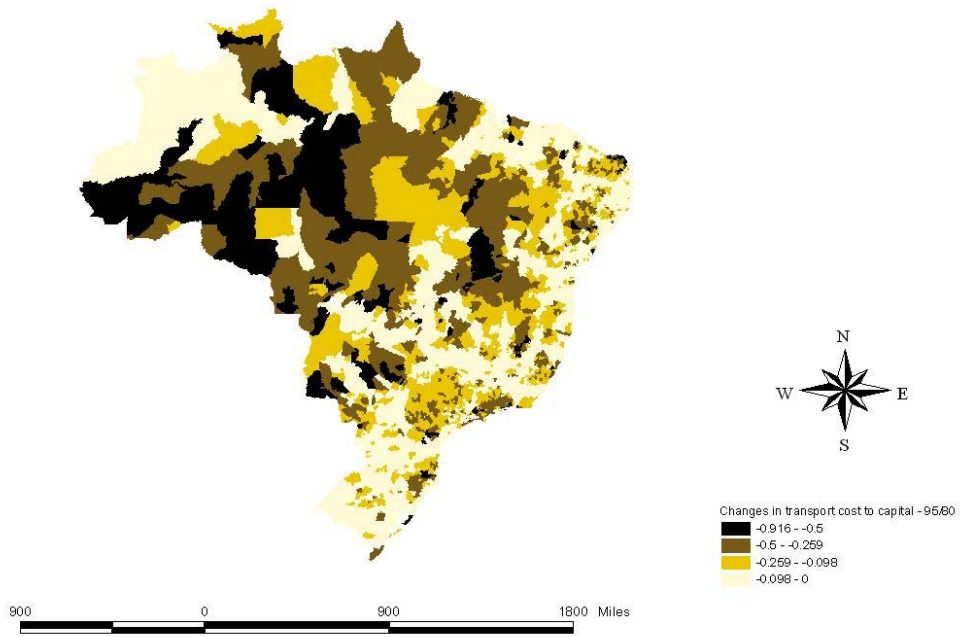 N
W E
S
Changes in transport cost to capital - 95/80
-0.916 - -0.5
-0.5 - -0.259
-0.259 - -0.098
-0.098 - 0
900 0 900 1800 Miles